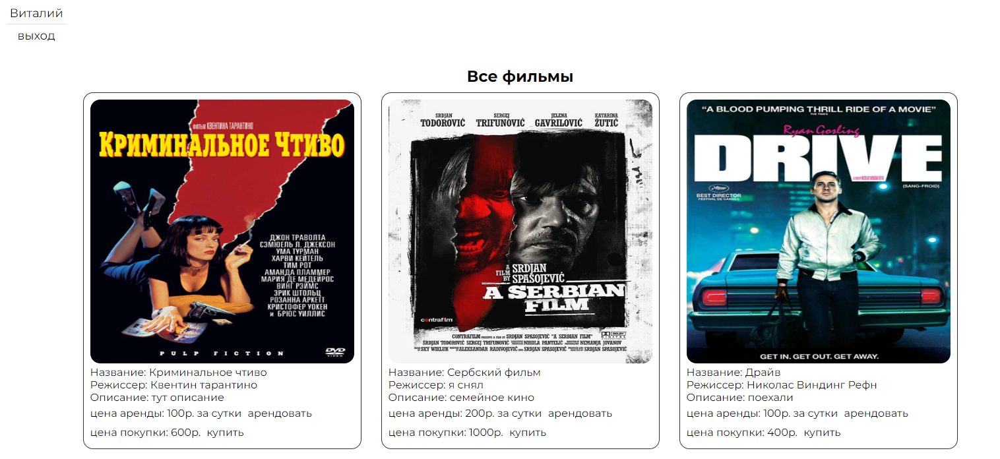 Виталий
выход
Все фильмы
ФИЛЬМ КВЕНТИНА ТАРАНТИНО
КРИМИНАЛЬНОЕ ЧТИВО
ДЖОН ТРАВОЛТА
СЭМЮЕЛЬ Л. ДЖЕКСОН
УМА ТУРМАН
ХАРВИ КЕЙТЕЛЬ
ТИМ РОТ
АМАНДА ПЛАММЕР
МАРИЯ ДЕ МЕДЕЙРОС
ВИНГ РЭЙМС
ЭРИК ШТОЛЬЦ
РОЗАННА АРКЕТТ
КРИСТОФЕР УОКЕН
и БРЮС УИЛЛИС
DVD
VIDEO
PULP FICTION
Название: Криминальное чтиво
Режиссер: Квентин тарантино
Описание: тут описание
цена аренды: 100р. за сутки арендовать
цена покупки: 600р. купить
SRDJAN TODOROVIĆ
SERGEJ TRIFUNOVIĆ
JELENA GAVRILOVIĆ
KATARINA ŽUTIĆ
A FILM BY SRDJAN SPASOJEVIĆ
A SERBIAN
FILM
contrafilm
CONTRAFILM PRESENTS A FILM BY SRDJAN SPASOJEVIĆ "A SERBIAN FILM"
SRDJAN TODOROVIĆ SERGEJ TRIFUNOVIĆ NIKOLA PANTELIĆ NEMANJA JOVANOV
ALEKSANDAR RADIVOJEVIĆ AND SRDJAN SPASOJEVIĆ SRDJAN SPASOJEVIĆ
DOLBY
DIGITAL
Название: Сербский фильм
Режиссер: я снял
Описание: семейное кино
цена аренды: 200р. за сутки арендовать
цена покупки: 1000р. купить
“A BLOOD PUMPING THRILL RIDE OF A MOVIE”
THE TIMES
Ryan Gosling
DRIVE
(SANG-FROID)
BEST DIRECTOR
FESTIVAL DE CANNES
GET IN. GET OUT. GET AWAY.
Название: Драйв
Режиссер: Николас Виндинг Рефн
Описание: поехали
цена аренды: 100р. за сутки арендовать
цена покупки: 400р. купить